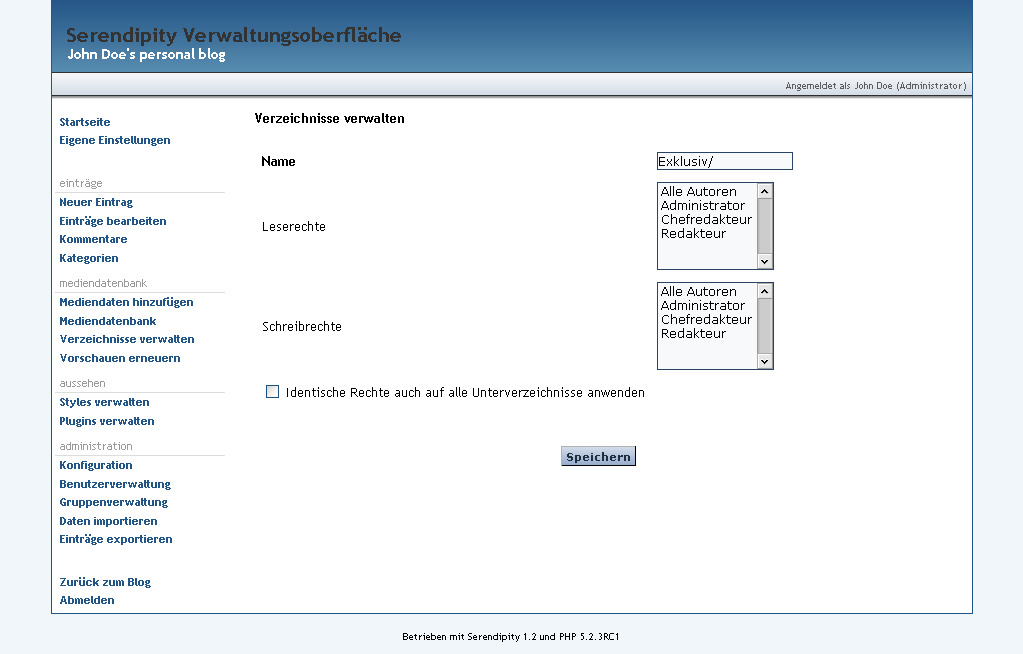 Serendipity Verwaltungsoberfläche
John Doe's personal blog
Angemeldet als John Doe (Administrator)
Startseite
Eigene Einstellungen
einträge
Neuer Eintrag
Einträge bearbeiten
Kommentare
Kategorien
mediendatenbank
Mediendaten hinzufügen
Mediendatenbank
Verzeichnisse verwalten
Vorschauen erneuern
aussehen
Styles verwalten
Plugins verwalten
administration
Konfiguration
Benutzerverwaltung
Gruppenverwaltung
Daten importieren
Einträge exportieren
Zurück zum Blog
Abmelden
Verzeichnisse verwalten
Name
Exklusiv/
Leserechte
Alle Autoren
Administrator
Chefredakteur
Redakteur
Schreibrechte
Alle Autoren
Administrator
Chefredakteur
Redakteur
Identische Rechte auch auf alle Unterverzeichnisse anwenden
Speichern
Betrieben mit Serendipity 1.2 und PHP 5.2.3RC1